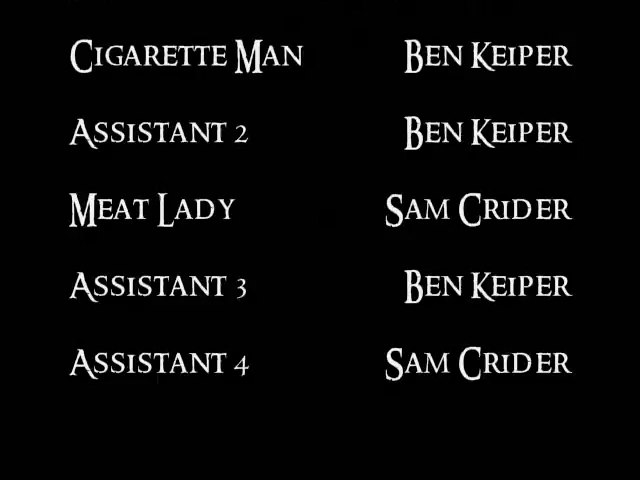 Cigarette Man Ben Keiper
Assistant 2 Ben Keiper
Meat Lady Sam Crider
Assistant 3 Ben Keiper
Assistant 4 Sam Crider